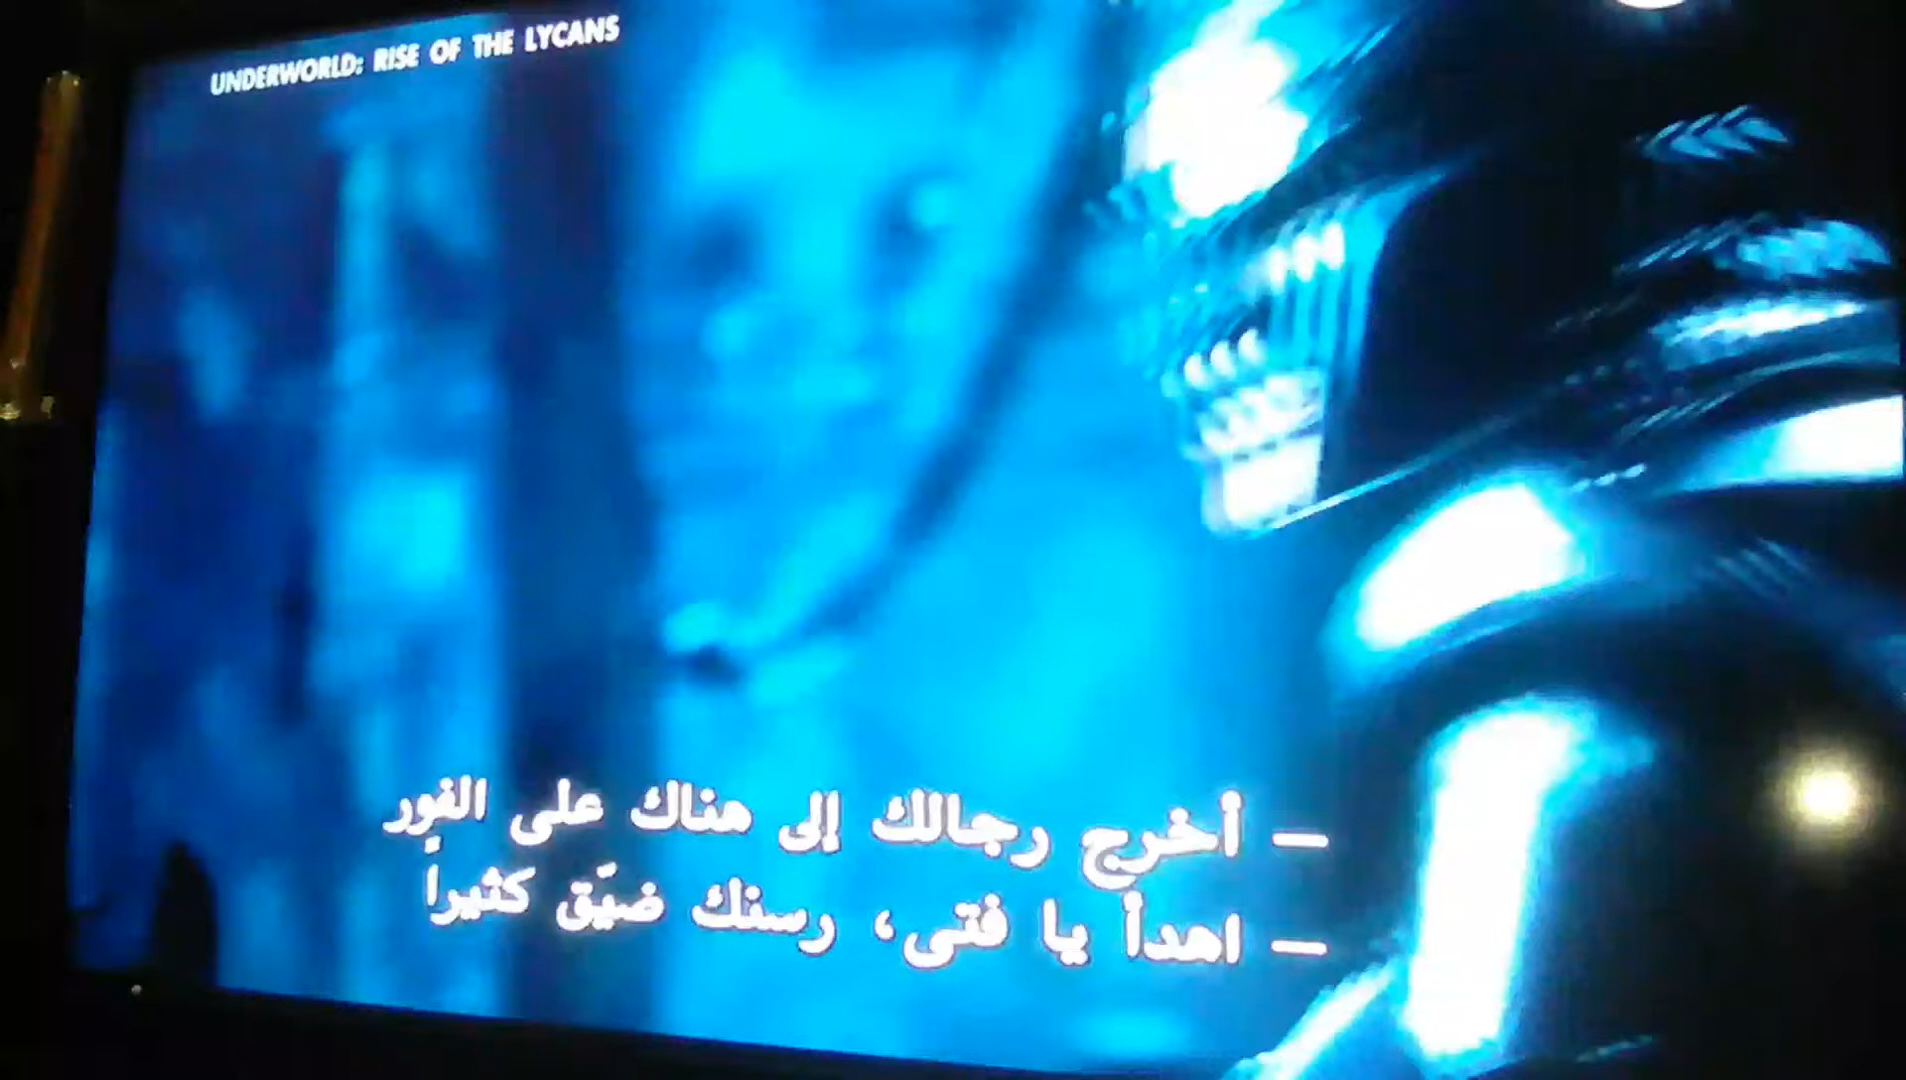 UNDERWORLD: RISE OF THE LYCANS
– أخرج رجالك إلى هناك على الفور
– اهدأ يا فتى، رسنك ضيّق كثيراً